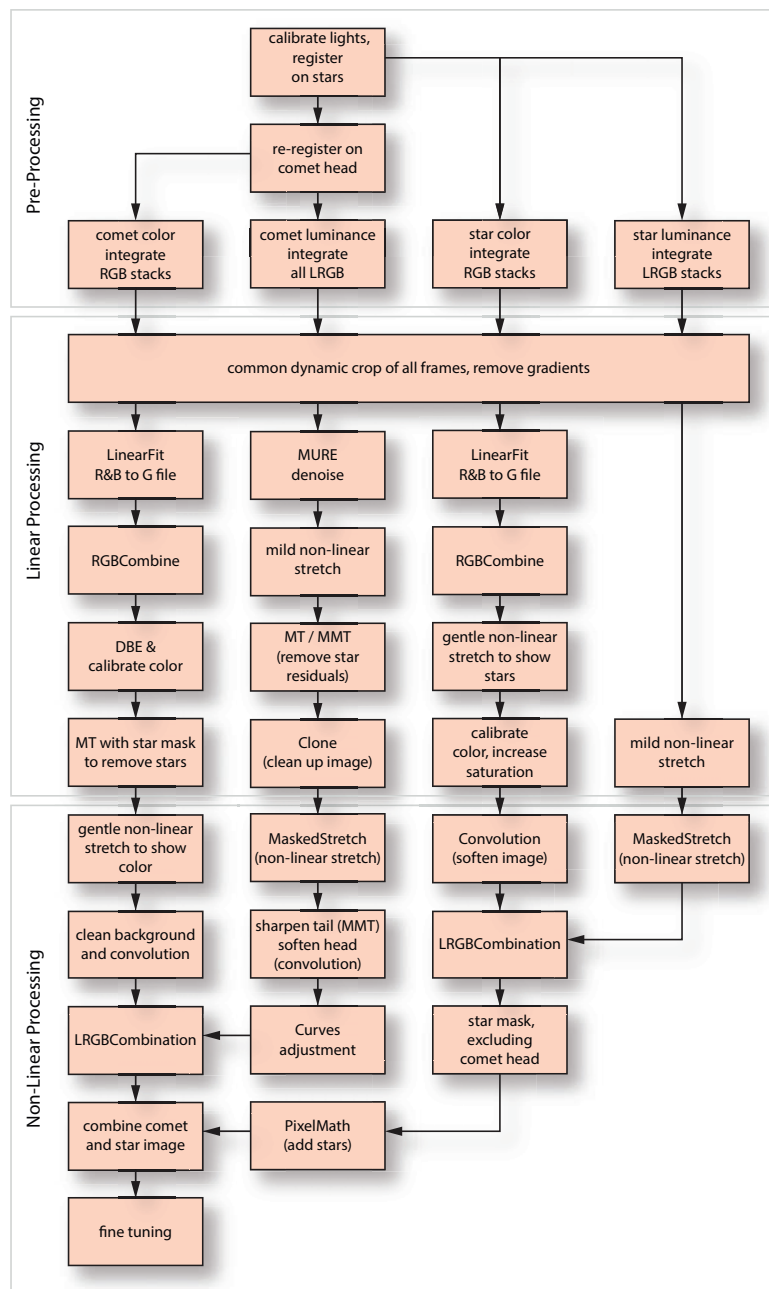 Pre-Processing
calibrate lights,
register
on stars
re-register on
comet head
comet color
integrate
RGB stacks
comet luminance
integrate
all LRGB
star color
integrate
RGB stacks
star luminance
integrate
LRGB stacks
Linear Processing
common dynamic crop of all frames, remove gradients
LinearFit
R&B to G file
MURE
denoise
LinearFit
R&B to G file
RGBCombine
mild non-linear
stretch
RGBCombine
DBE &
calibrate color
MT / MMT
(remove star
residuals)
gentle non-linear
stretch to show
stars
MT with star mask
to remove stars
Clone
(clean up image)
calibrate
color, increase
saturation
mild non-linear
stretch
Non-Linear Processing
gentle non-linear
stretch to show
color
MaskedStretch
(non-linear stretch)
Convolution
(soften image)
MaskedStretch
(non-linear stretch)
clean background
and convolution
sharpen tail (MMT)
soften head
(convolution)
LRGBCombination
LRGBCombination
Curves
adjustment
star mask,
excluding
comet head
combine comet
and star image
PixelMath
(add stars)
fine tuning